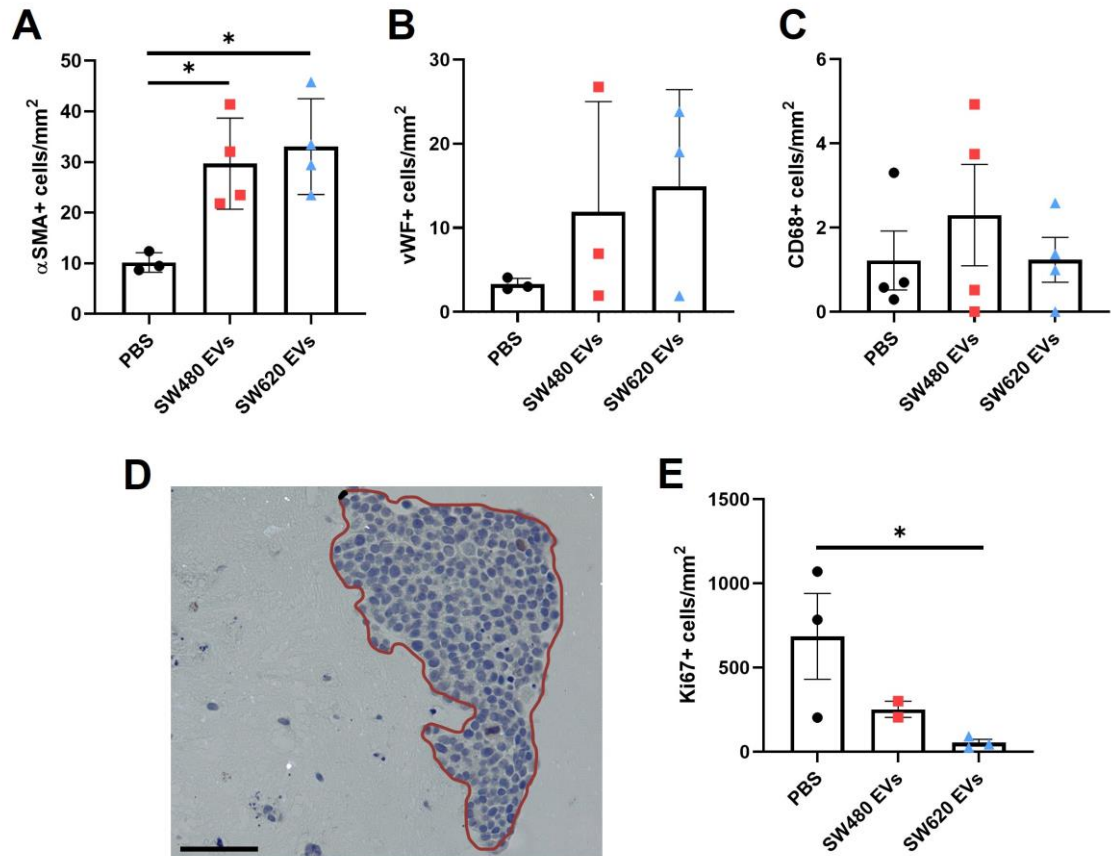 A
αSMA+ cells/mm²
50
40
30
20
10
0
*
*
PBS
SW480 EVs
SW620 EVs
B
vWF+ cells/mm²
30
20
10
0
PBS
SW480 EVs
SW620 EVs
C
CD68+ cells/mm²
6
4
2
0
PBS
SW480 EVs
SW620 EVs
D
E
Ki67+ cells/mm²
1500
1000
500
0
*
PBS
SW480 EVs
SW620 EVs